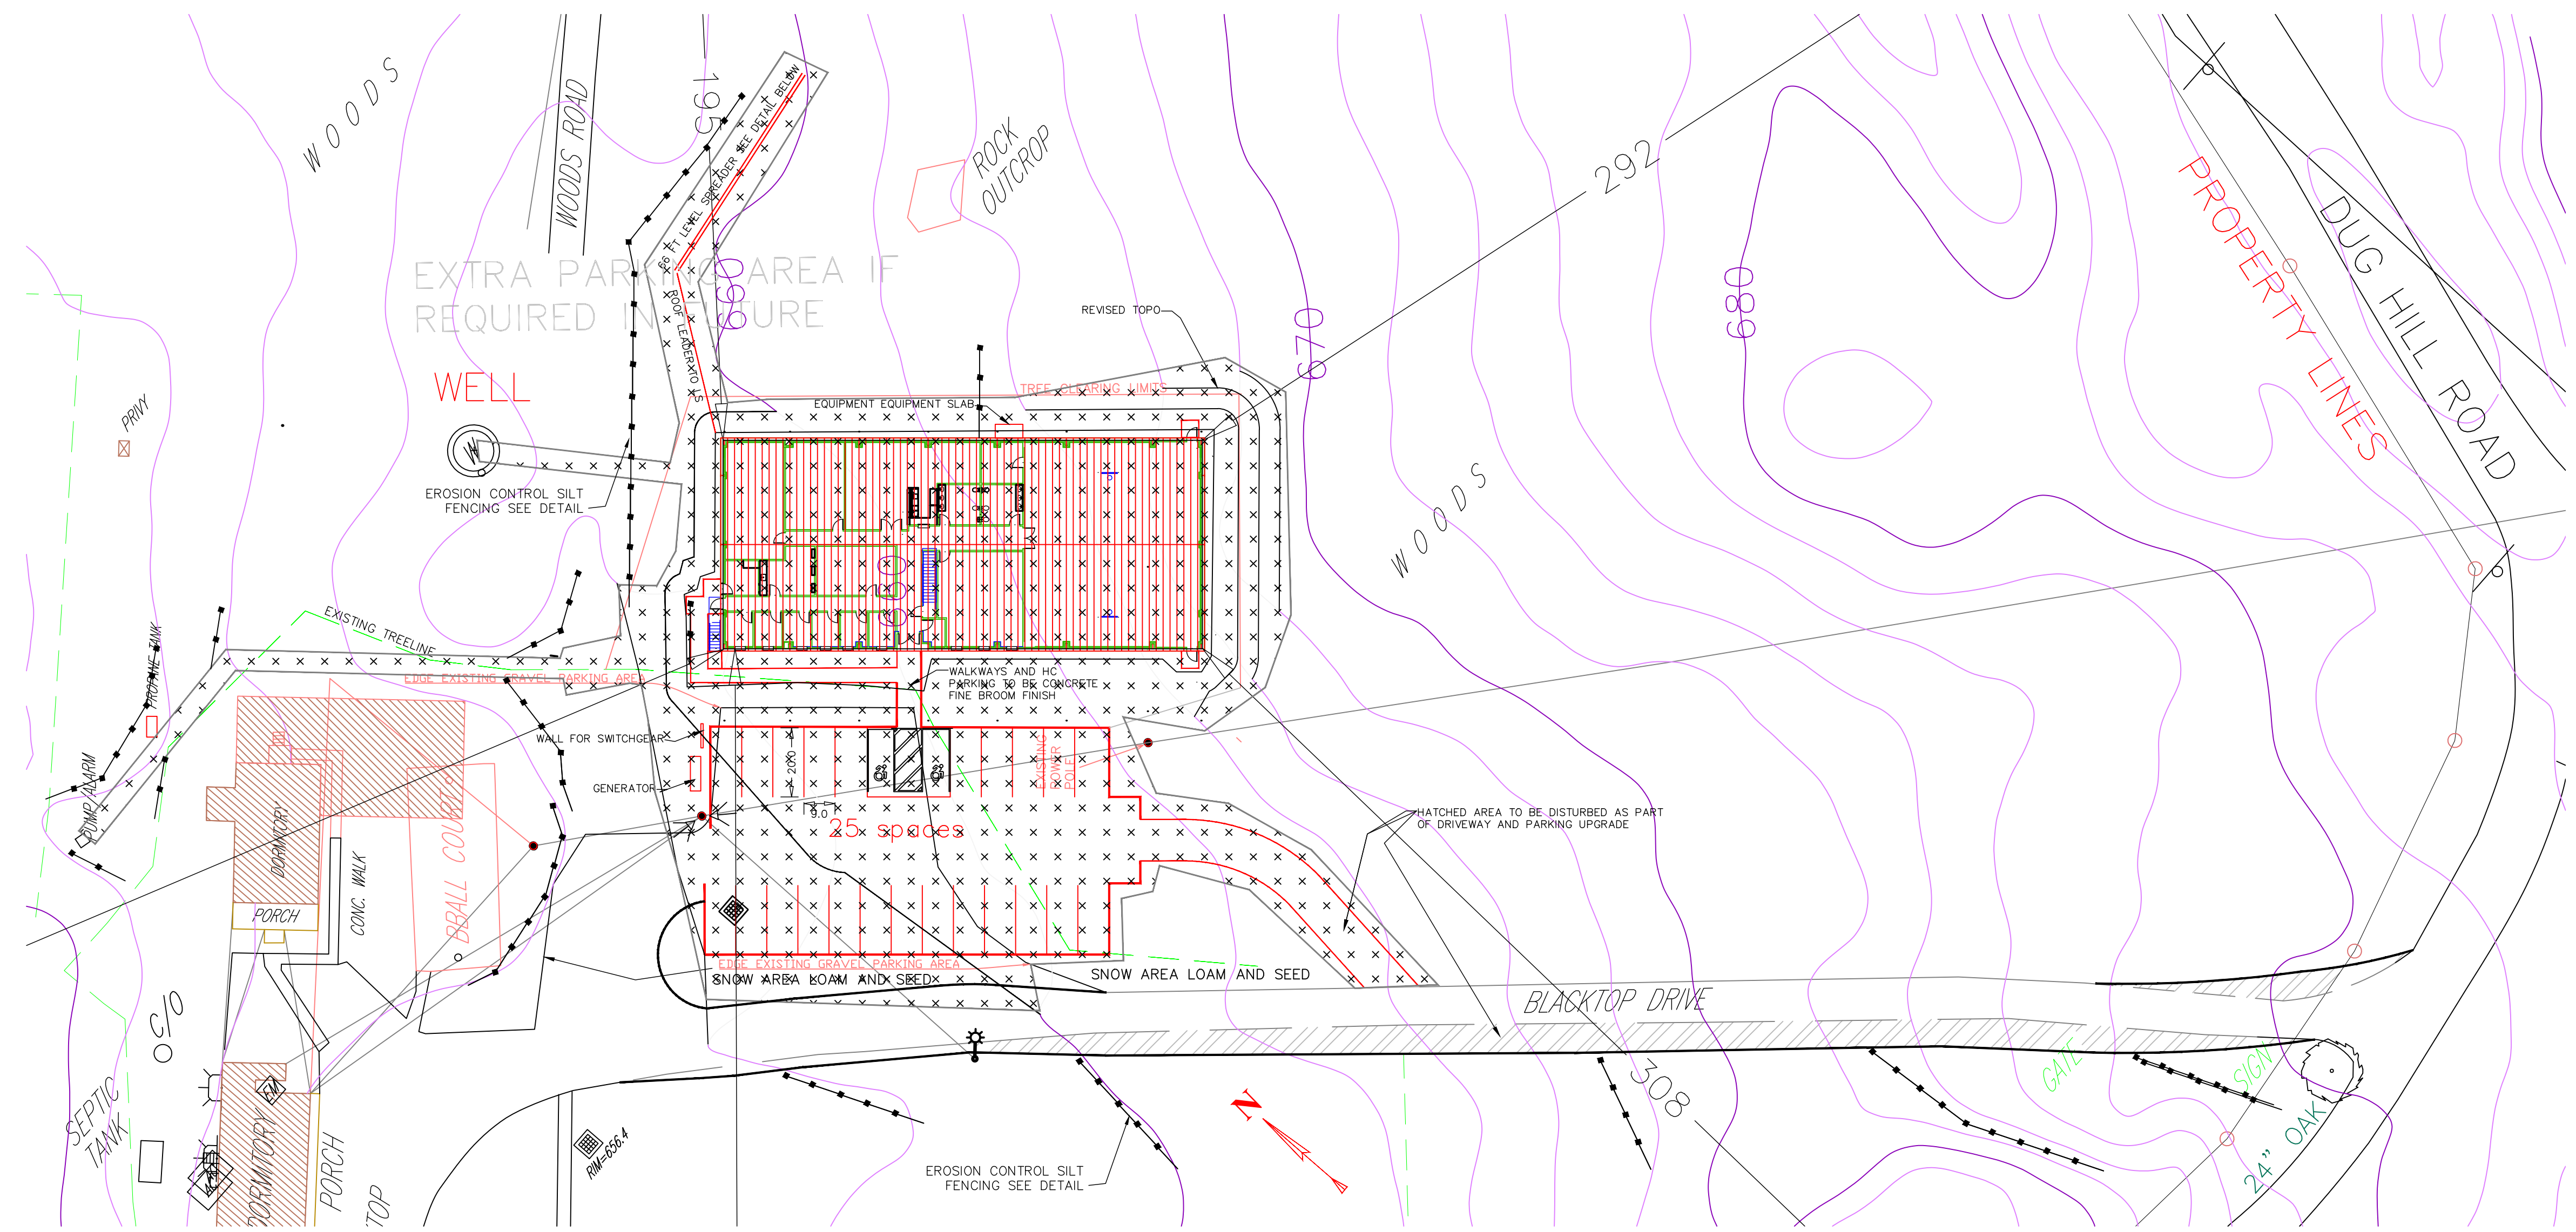 WOODS
WOODS ROAD
195
66 FT LEVEL SPREADER SEE DETAIL BELOW
ROCK
OUTCROP
292
PROPERTY LINES
DUG HILL ROAD
EXTRA PARKING AREA IF
REQUIRED IN FUTURE
660
ROOF LEADER TO LS
REVISED TOPO
670
680
WELL
PRIVY
W
TREE CLEARING LIMITS
EQUIPMENT EQUIPMENT SLAB
EROSION CONTROL SILT
FENCING SEE DETAIL
WOODS
EXISTING TREELINE
PROPANE TANK
EDGE EXISTING GRAVEL PARKING AREA
WALKWAYS AND HC
PARKING TO BE CONCRETE
FINE BROOM FINISH
WALL FOR SWITCHGEAR
GENERATOR
20.0
9.0
25 spaces
EXISTING
POWER
POLE
PUMP ALARM
DORMITORY
PORCH
CONC. WALK
BBALL COURT
HATCHED AREA TO BE DISTURBED AS PART
OF DRIVEWAY AND PARKING UPGRADE
EDGE EXISTING GRAVEL PARKING AREA
SNOW AREA LOAM AND SEED
SNOW AREA LOAM AND SEED
BLACKTOP DRIVE
C/O
SEPTIC
TANK
EM
DORMITORY
PORCH
TOP
RIM=656.4
EROSION CONTROL SILT
FENCING SEE DETAIL
N
308
GATE
SIGN
24" OAK